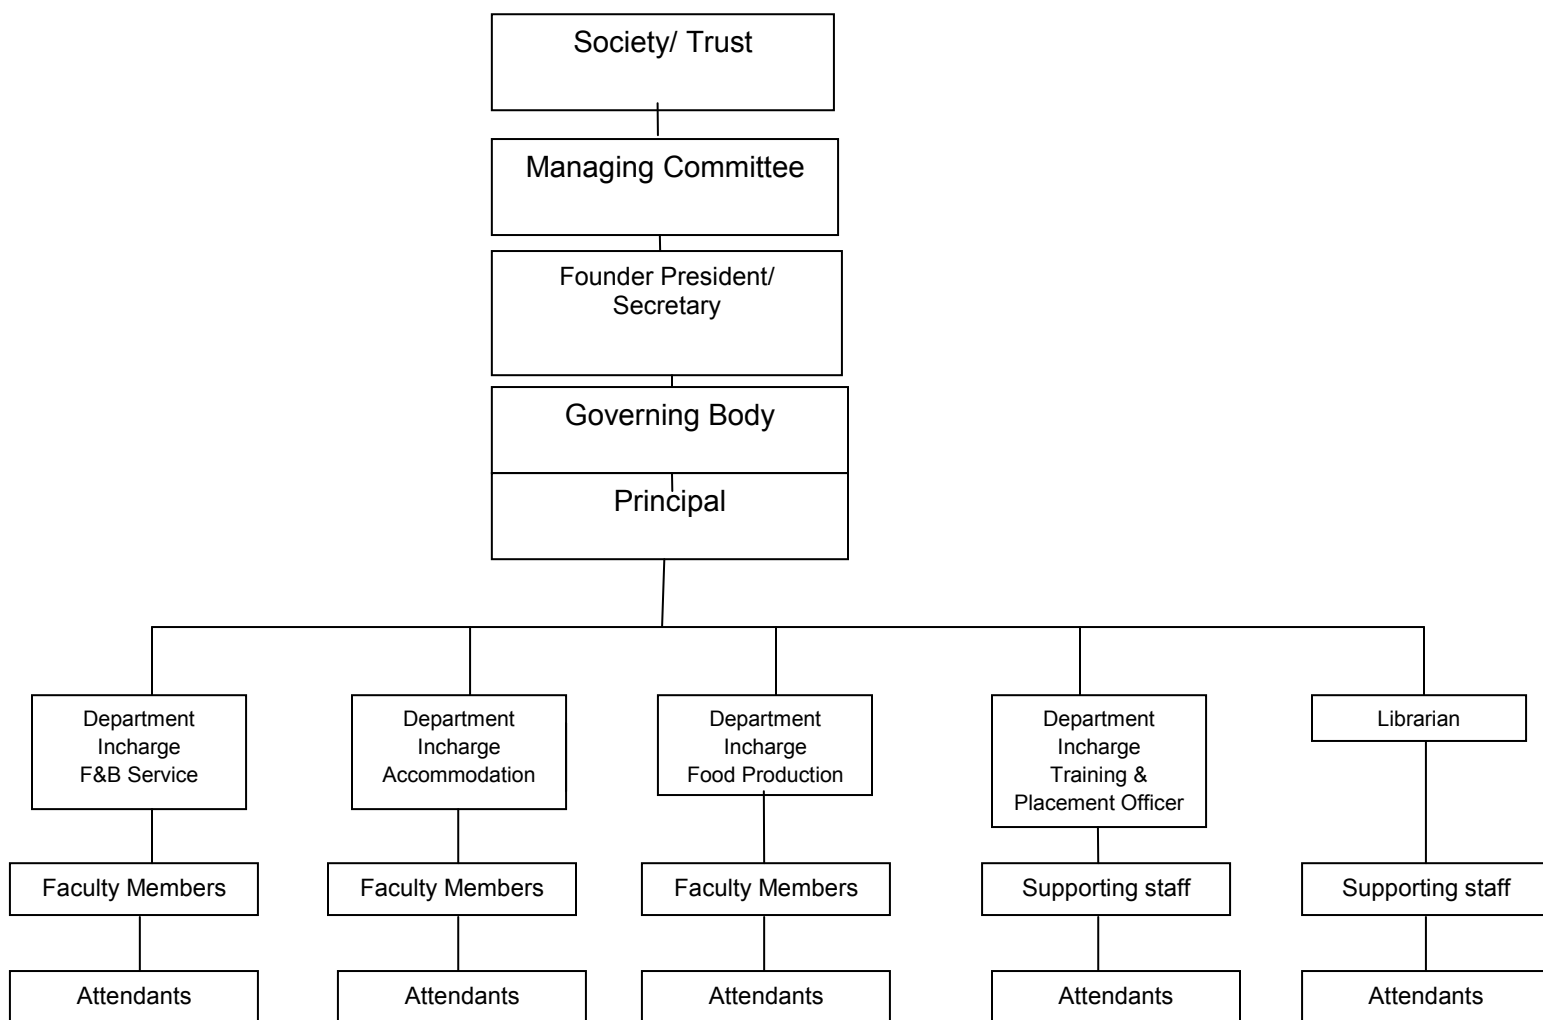 Society/ Trust
Managing Committee
Founder President/
Secretary
Governing Body
Principal
Department
Incharge
F&B Service
Department
Incharge
Accommodation
Department
Incharge
Food Production
Department
Incharge
Training &
Placement Officer
Librarian
Faculty Members
Faculty Members
Faculty Members
Supporting staff
Supporting staff
Attendants
Attendants
Attendants
Attendants
Attendants